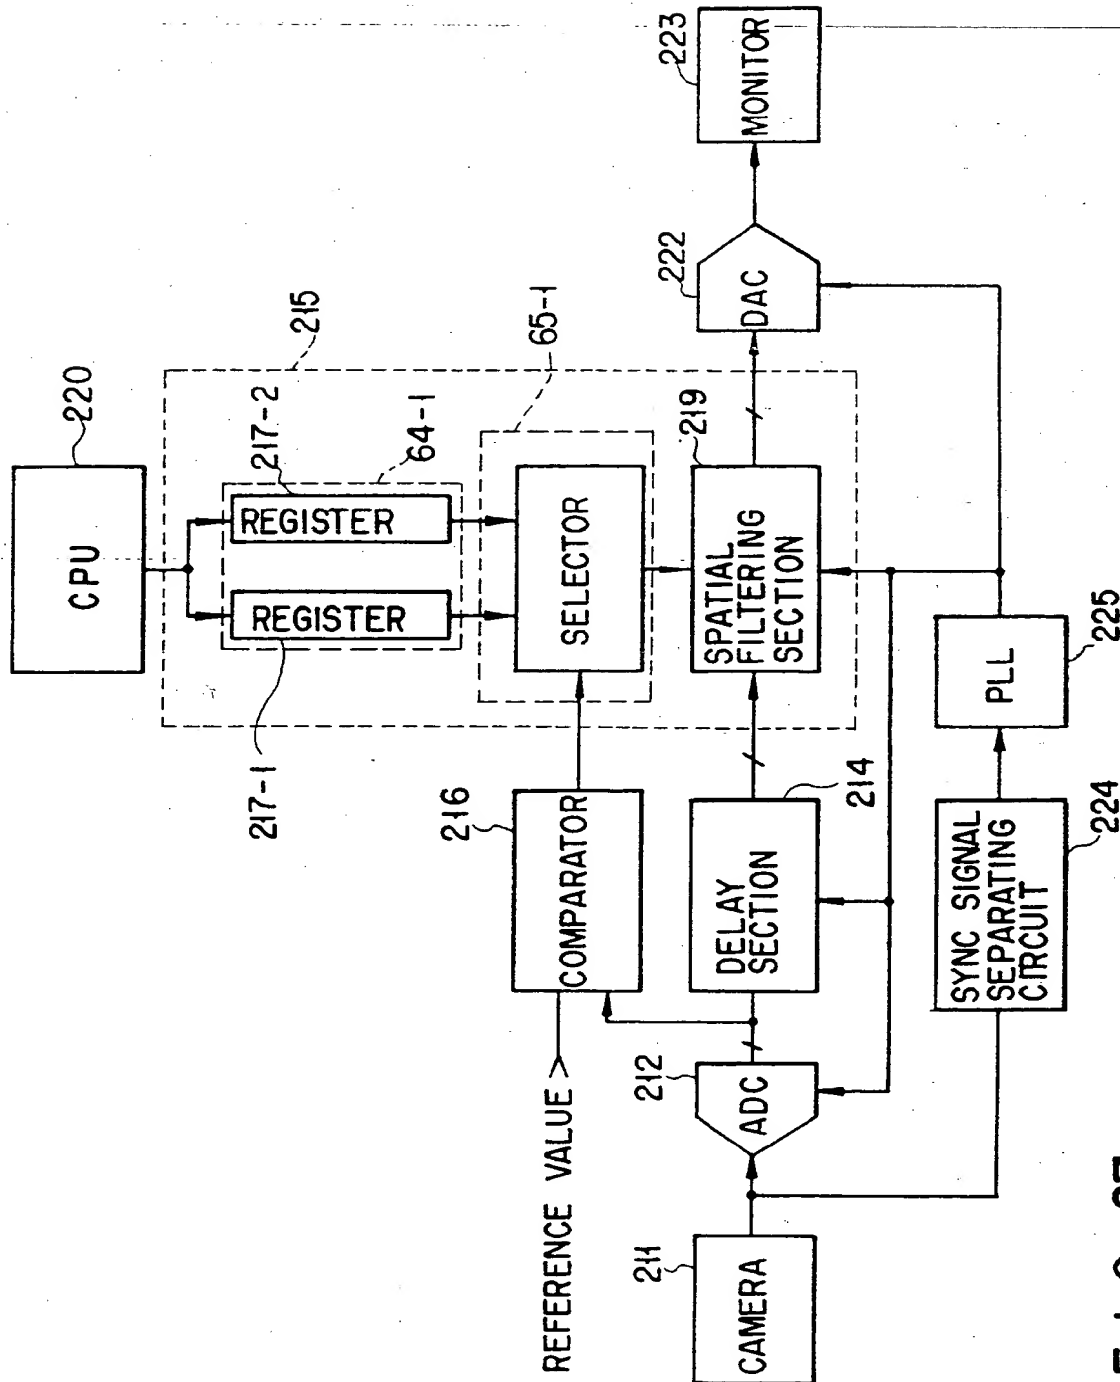 220
CPU
215
217-2
64-1
REGISTER
REGISTER
217-1
65-1
SELECTOR
216
COMPARATOR
REFERENCE VALUE
211
CAMERA
212
ADC
DELAY
SECTION
214
219
SPATIAL
FILTERING
SECTION
222
DAC
223
MONITOR
SYNC SIGNAL
SEPARATING
CIRCUIT
224
PLL
225